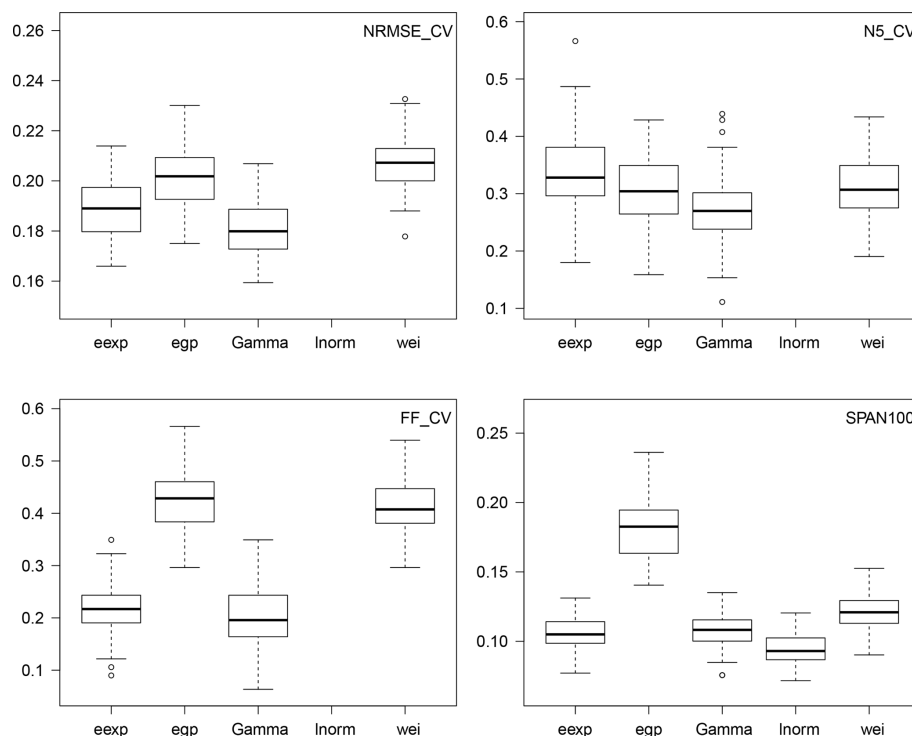 NRMSE_CV
0.26
0.24
0.22
0.20
0.18
0.16
eexp egp Gamma lnorm wei
N5_CV
0.6
0.5
0.4
0.3
0.2
0.1
eexp egp Gamma lnorm wei
FF_CV
0.6
0.5
0.4
0.3
0.2
0.1
eexp egp Gamma lnorm wei
SPAN100
0.25
0.20
0.15
0.10
eexp egp Gamma lnorm wei